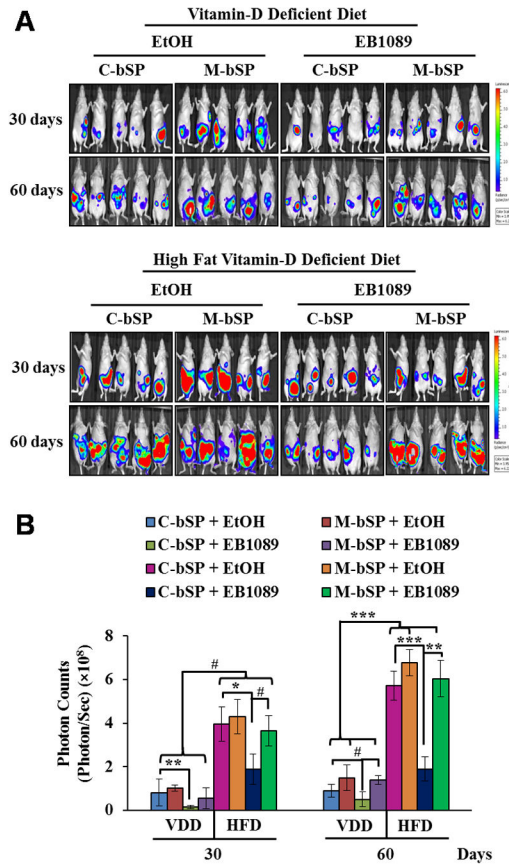 A
Vitamin-D Deficient Diet
EtOH EB1089
C-bSP M-bSP C-bSP M-bSP
30 days
60 days
High Fat Vitamin-D Deficient Diet
EtOH EB1089
C-bSP M-bSP C-bSP M-bSP
30 days
60 days
B
C-bSP + EtOH M-bSP + EtOH
C-bSP + EB1089 M-bSP + EB1089
C-bSP + EtOH M-bSP + EtOH
C-bSP + EB1089 M-bSP + EB1089
Photon Counts
(Photon/Sec) (×10⁸)
8
6
4
2
0
** # * #
# *** *** **
VDD HFD VDD HFD
30 60 Days